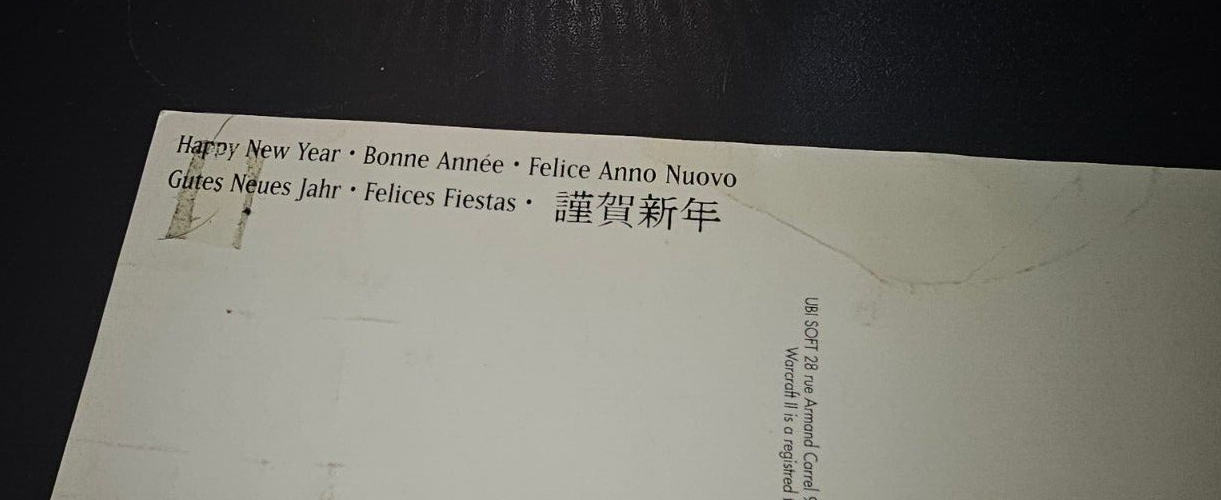 Happy New Year • Bonne Année • Felice Anno Nuovo
Gutes Neues Jahr • Felices Fiestas • 謹賀新年
UBI SOFT 28 rue Armand Carrel
Warcraft II is a registred